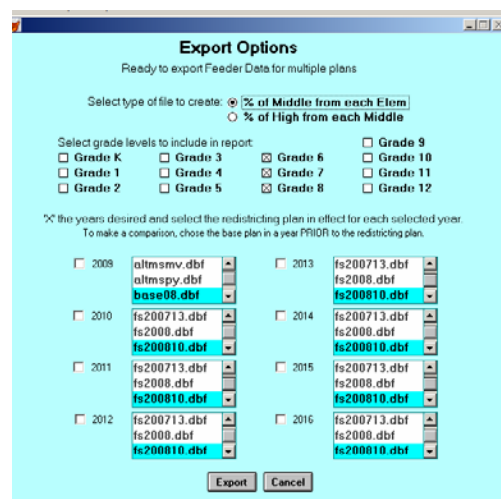 Export Options
Ready to export Feeder Data for multiple plans
Select type of file to create: % of Middle from each Elem
% of High from each Middle
Select grade levels to include in report: Grade 9
Grade K Grade 3 Grade 6 Grade 10
Grade 1 Grade 4 Grade 7 Grade 11
Grade 2 Grade 5 Grade 8 Grade 12
"X" the years desired and select the redistricting plan in effect for each selected year.
To make a comparison, chose the base plan in a year PRIOR to the redistricting plan.
2009 altmsmv.dbf 2013 fs200713.dbf
altmspy.dbf fs2008.dbf
base08.dbf fs200810.dbf
2010 fs200713.dbf 2014 fs200713.dbf
fs2008.dbf fs2008.dbf
fs200810.dbf fs200810.dbf
2011 fs200713.dbf 2015 fs200713.dbf
fs2008.dbf fs2008.dbf
fs200810.dbf fs200810.dbf
2012 fs200713.dbf 2016 fs200713.dbf
fs2008.dbf fs2008.dbf
fs200810.dbf fs200810.dbf
Export Cancel